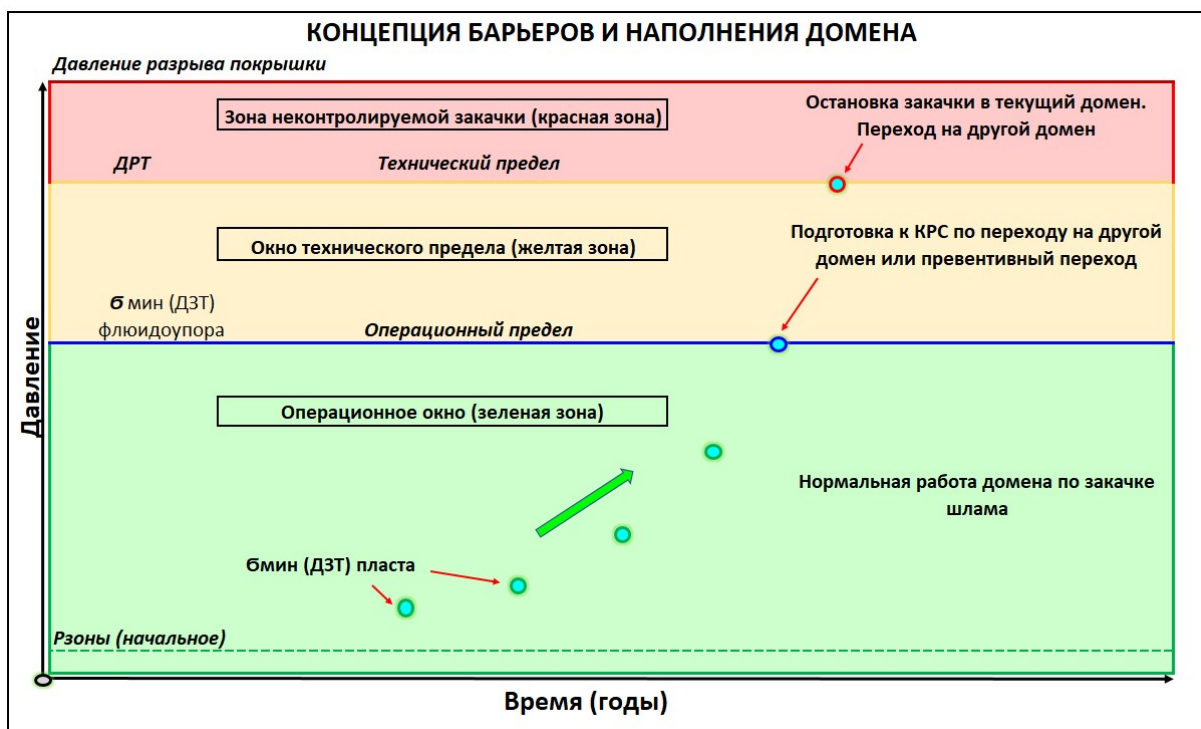 КОНЦЕПЦИЯ БАРЬЕРОВ И НАПОЛНЕНИЯ ДОМЕНА
Давление разрыва покрышки
Зона неконтролируемой закачки (красная зона)
Остановка закачки в текущий домен.
Переход на другой домен
ДРТ
Технический предел
Окно технического предела (желтая зона)
Подготовка к КРС по переходу на другой
домен или превентивный переход
б мин (ДЗТ)
флюидоупора
Операционный предел
Давление
Операционное окно (зеленая зона)
Нормальная работа домена по закачке
шлама
бмин (ДЗТ) пласта
Рзоны (начальное)
Время (годы)